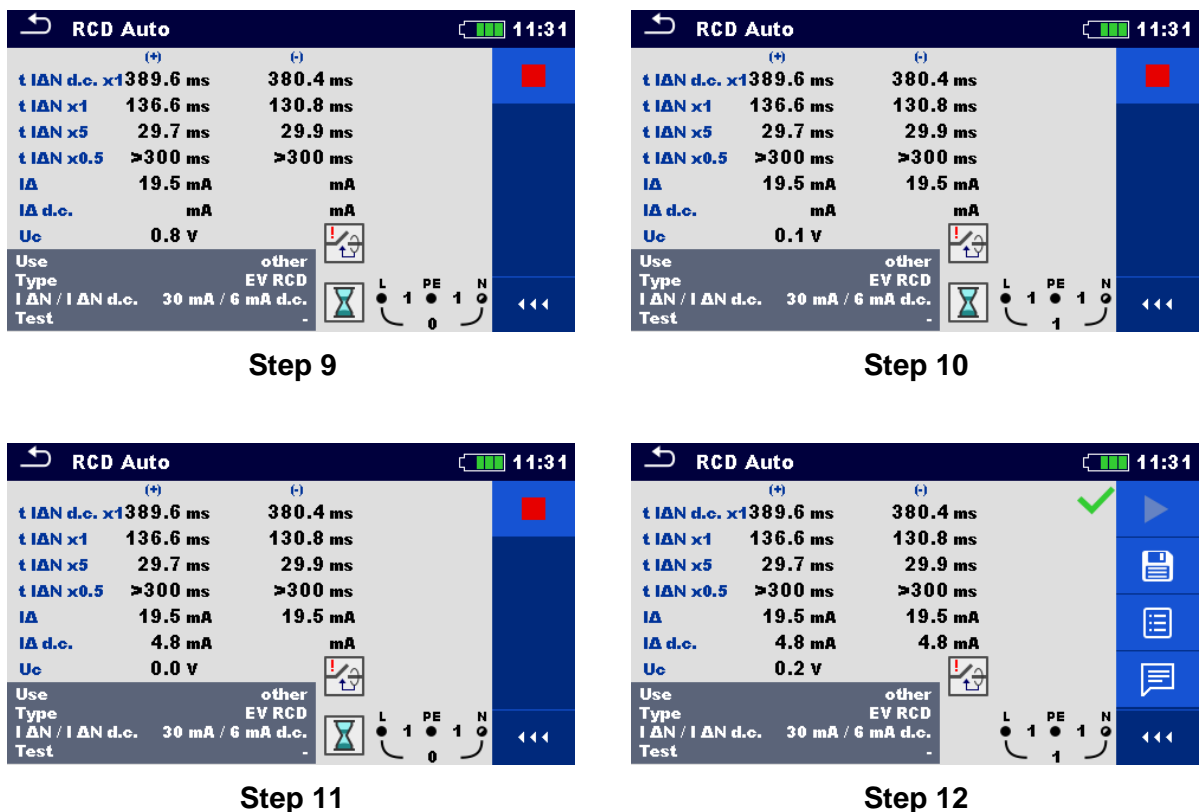 RCD Auto 11:31
(+) (-)
t IΔN d.c. x1 389.6 ms 380.4 ms
t IΔN x1 136.6 ms 130.8 ms
t IΔN x5 29.7 ms 29.9 ms
t IΔN x0.5 >300 ms >300 ms
IΔ 19.5 mA mA
IΔ d.c. mA mA
Uc 0.8 V
Use other
Type EV RCD
I ΔN / I ΔN d.c. 30 mA / 6 mA d.c.
Test -
L PE N
1 1
0
Step 9
RCD Auto 11:31
(+) (-)
t IΔN d.c. x1 389.6 ms 380.4 ms
t IΔN x1 136.6 ms 130.8 ms
t IΔN x5 29.7 ms 29.9 ms
t IΔN x0.5 >300 ms >300 ms
IΔ 19.5 mA 19.5 mA
IΔ d.c. mA mA
Uc 0.1 V
Use other
Type EV RCD
I ΔN / I ΔN d.c. 30 mA / 6 mA d.c.
Test -
L PE N
1 1
1
Step 10
RCD Auto 11:31
(+) (-)
t IΔN d.c. x1 389.6 ms 380.4 ms
t IΔN x1 136.6 ms 130.8 ms
t IΔN x5 29.7 ms 29.9 ms
t IΔN x0.5 >300 ms >300 ms
IΔ 19.5 mA 19.5 mA
IΔ d.c. 4.8 mA mA
Uc 0.0 V
Use other
Type EV RCD
I ΔN / I ΔN d.c. 30 mA / 6 mA d.c.
Test -
L PE N
1 1
0
Step 11
RCD Auto 11:31
(+) (-)
t IΔN d.c. x1 389.6 ms 380.4 ms
t IΔN x1 136.6 ms 130.8 ms
t IΔN x5 29.7 ms 29.9 ms
t IΔN x0.5 >300 ms >300 ms
IΔ 19.5 mA 19.5 mA
IΔ d.c. 4.8 mA 4.8 mA
Uc 0.2 V
Use other
Type EV RCD
I ΔN / I ΔN d.c. 30 mA / 6 mA d.c.
Test -
L PE N
1 1
1
Step 12